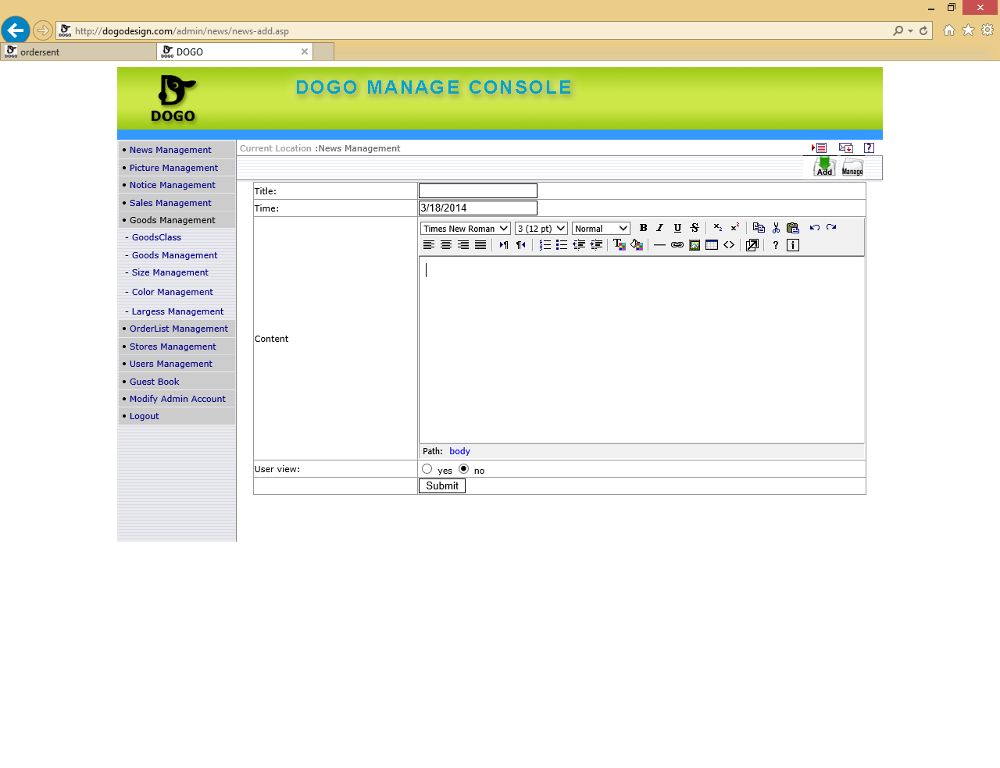 http://dogodesign.com/admin/news/news-add.asp
ordersent
DOGO
DOGO MANAGE CONSOLE
DOGO
• News Management
• Picture Management
• Notice Management
• Sales Management
• Goods Management
- GoodsClass
- Goods Management
- Size Management
- Color Management
- Largess Management
• OrderList Management
• Stores Management
• Users Management
• Guest Book
• Modify Admin Account
• Logout
Current Location :News Management
Add Manage
Title:
Time: 3/18/2014
Times New Roman 3 (12 pt) Normal B I U S x2 x2
? i
Content
Path: body
User view: yes no
Submit